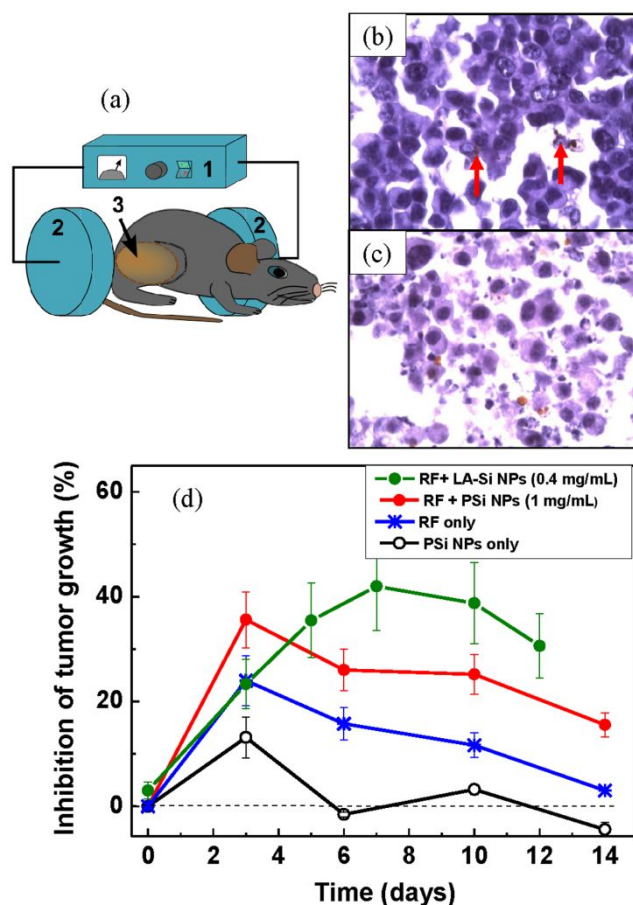 (a)
1
2
3
2
(b)
(c)
(d)
RF+ LA-Si NPs (0.4 mg/mL)
RF + PSi NPs (1 mg/mL)
RF only
PSi NPs only
Inhibition of tumor growth (%)
60
40
20
0
0 2 4 6 8 10 12 14
Time (days)